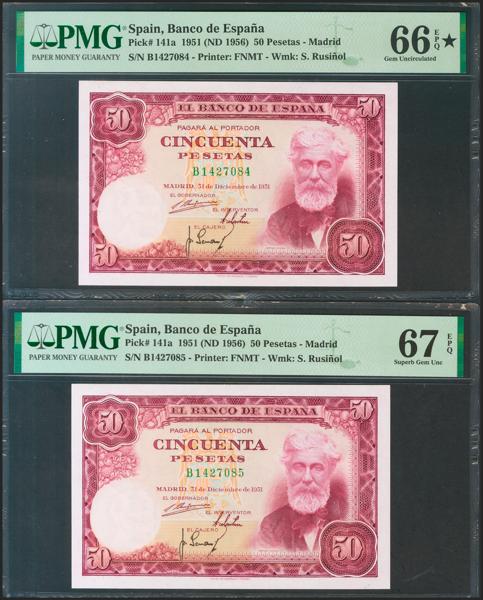 PMG
PAPER MONEY GUARANTY
Spain, Banco de España
Pick# 141a 1951 (ND 1956) 50 Pesetas - Madrid
S/N B1427084 - Printer: FNMT - Wmk: S. Rusiñol
66 EPQ ★
Gem Uncirculated
50
EL BANCO DE ESPAÑA
PAGARÁ AL PORTADOR
CINCUENTA
PESETAS
B1427084
MADRID, 31 de Diciembre de 1951
EL GOBERNADOR
EL INTERVENTOR
EL CAJERO
50
50
PMG
PAPER MONEY GUARANTY
Spain, Banco de España
Pick# 141a 1951 (ND 1956) 50 Pesetas - Madrid
S/N B1427085 - Printer: FNMT - Wmk: S. Rusiñol
67 EPQ
Superb Gem Unc
50
50
EL BANCO DE ESPAÑA
PAGARÁ AL PORTADOR
CINCUENTA
PESETAS
B1427085
MADRID, 31 de Diciembre de 1951
EL GOBERNADOR
EL INTERVENTOR
EL CAJERO
50
50